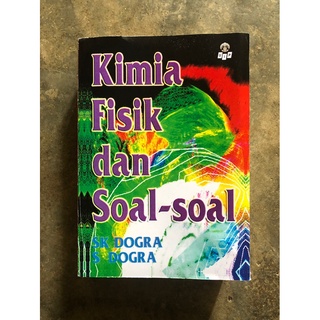 Kimia
Fisik
dan
Soal-soal
SK DOGRA
S DOGRA